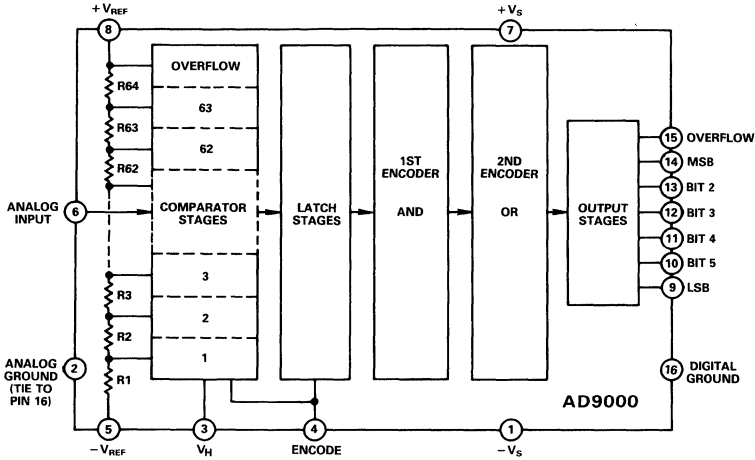 +VREF
8
+VS
7
OVERFLOW
R64
63
R63
62
R62
1ST
ENCODER
AND
2ND
ENCODER
OR
15 OVERFLOW
14 MSB
13 BIT 2
12 BIT 3
11 BIT 4
10 BIT 5
9 LSB
ANALOG
INPUT
6
COMPARATOR
STAGES
LATCH
STAGES
OUTPUT
STAGES
3
R3
2
R2
1
R1
ANALOG
GROUND
(TIE TO
PIN 16)
2
16
DIGITAL
GROUND
AD9000
5
−VREF
3
VH
4
ENCODE
1
−VS